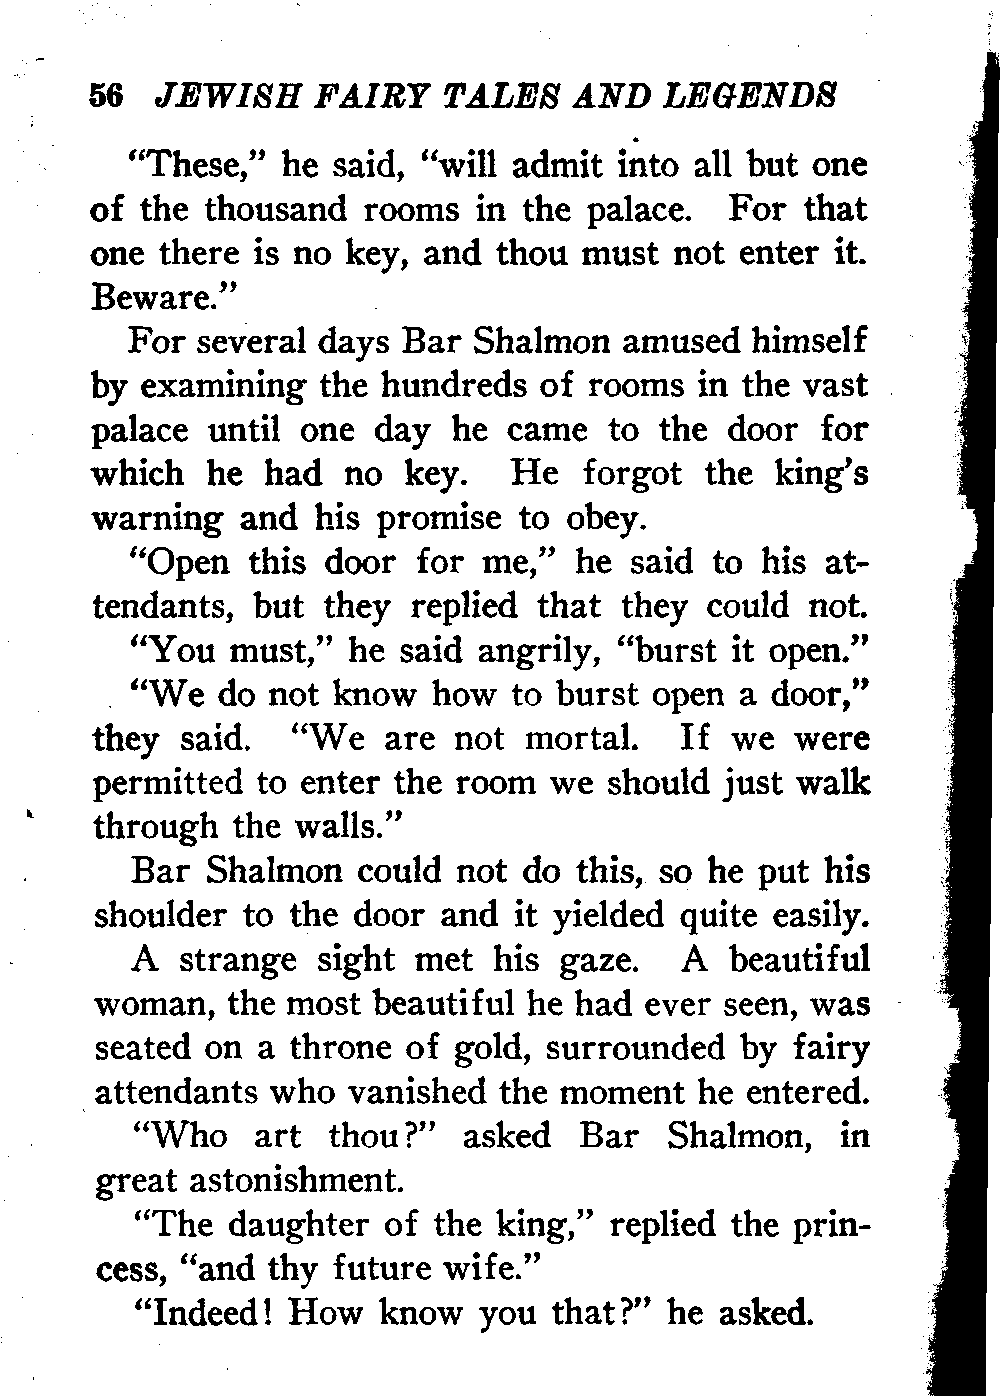 56 JEWISH FAIRY TALES AND LEGENDS
“These,” he said, “will admit into all but one
of the thousand rooms in the palace. For that
one there is no key, and thou must not enter it.
Beware.”
For several days Bar Shalmon amused himself
by examining the hundreds of rooms in the vast
palace until one day he came to the door for
which he had no key. He forgot the king’s
warning and his promise to obey.
“Open this door for me,” he said to his at-
tendants, but they replied that they could not.
“You must,” he said angrily, “burst it open.”
“We do not know how to burst open a door,”
they said. “We are not mortal. If we were
permitted to enter the room we should just walk
through the walls.”
Bar Shalmon could not do this, so he put his
shoulder to the door and it yielded quite easily.
A strange sight met his gaze. A beautiful
woman, the most beautiful he had ever seen, was
seated on a throne of gold, surrounded by fairy
attendants who vanished the moment he entered.
“Who art thou?” asked Bar Shalmon, in
great astonishment.
“The daughter of the king,” replied the prin-
cess, “and thy future wife.”
“Indeed! How know you that?” he asked.